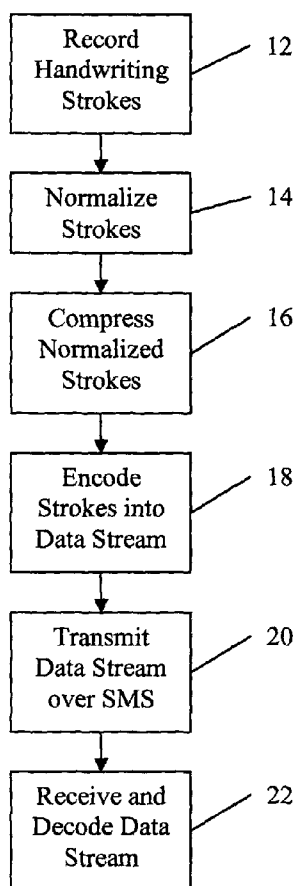 Record
Handwriting
Strokes
12
Normalize
Strokes
14
Compress
Normalized
Strokes
16
Encode
Strokes into
Data Stream
18
Transmit
Data Stream
over SMS
20
Receive and
Decode Data
Stream
22